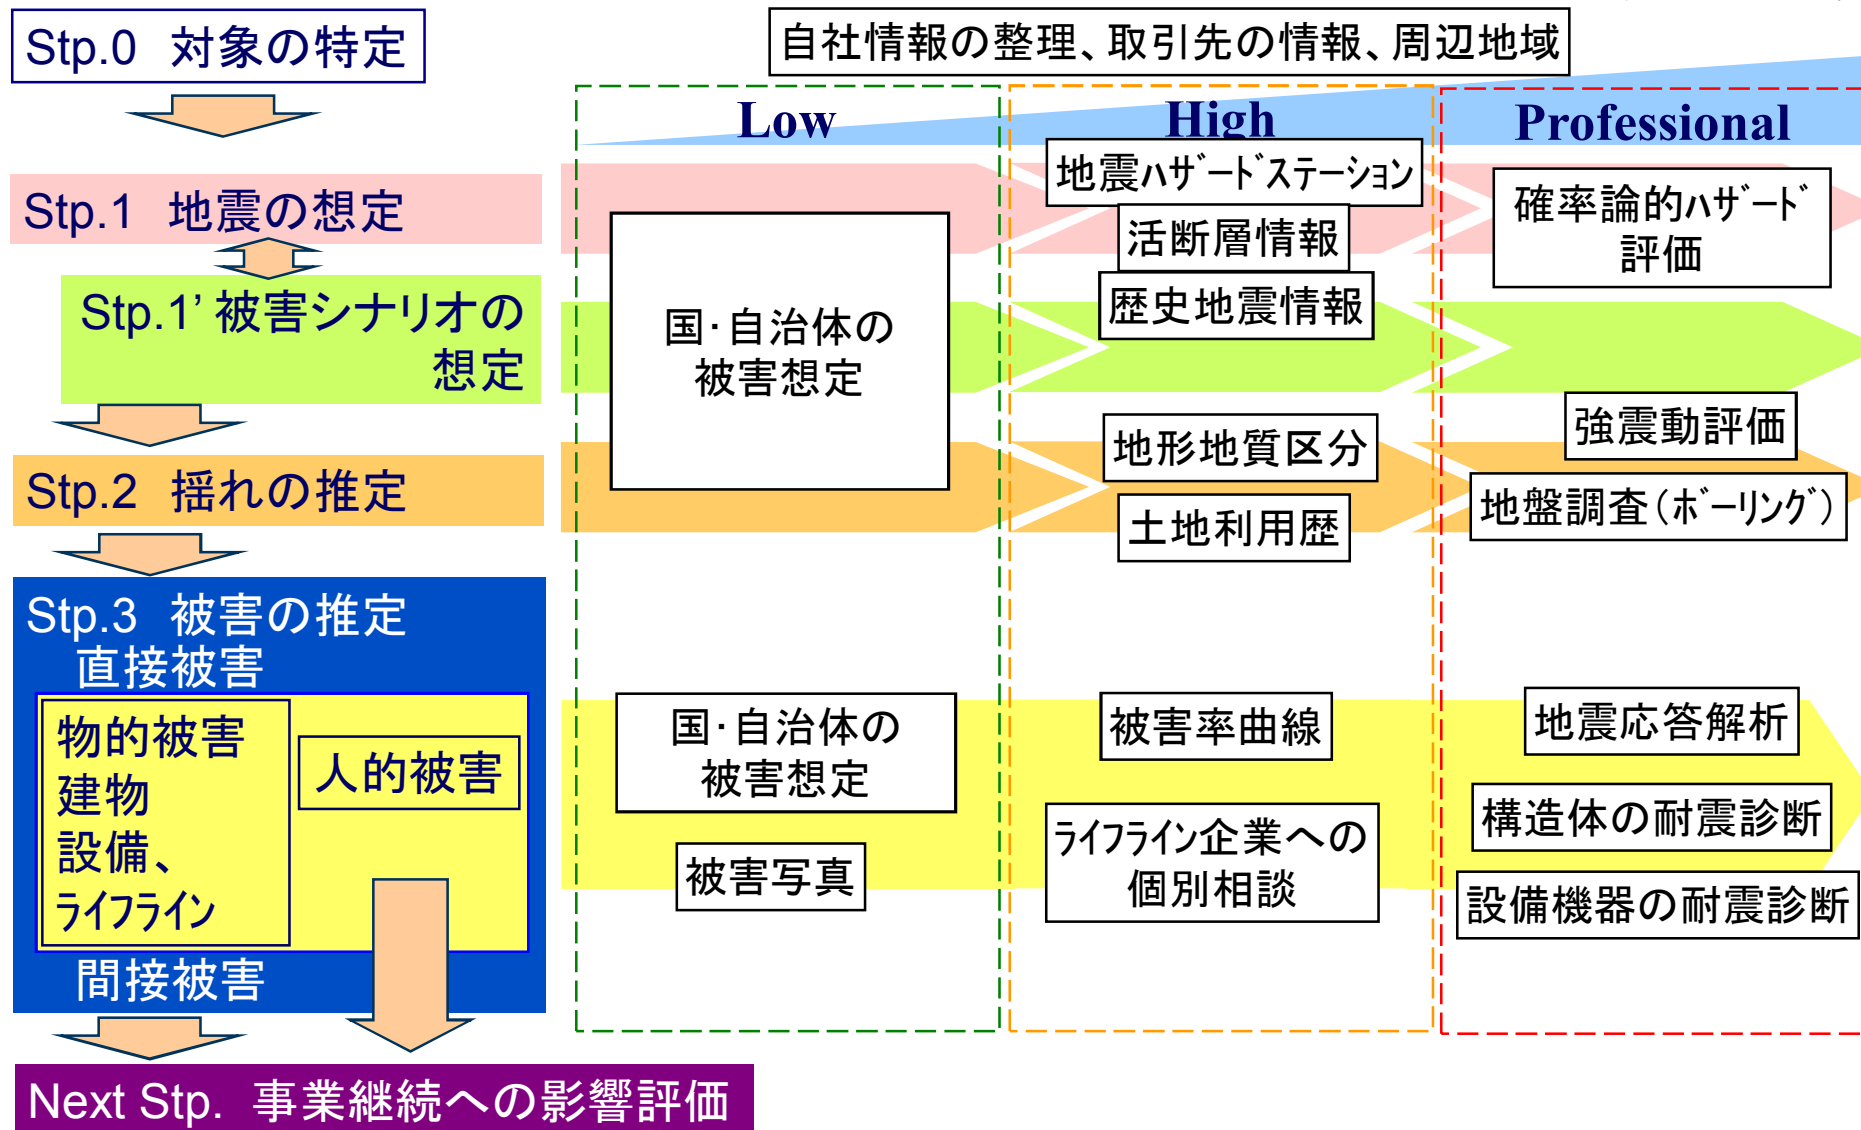 Stp.0 対象の特定
自社情報の整理、取引先の情報、周辺地域
Low
High
Professional
Stp.1 地震の想定
Stp.1’被害シナリオの
想定
Stp.2 揺れの推定
国・自治体の
被害想定
地震ﾊｻﾞｰﾄﾞｽﾃｰｼｮﾝ
活断層情報
歴史地震情報
確率論的ﾊｻﾞｰﾄﾞ
評価
地形地質区分
土地利用歴
強震動評価
地盤調査（ﾎﾞｰﾘﾝｸﾞ）
Stp.3 被害の推定
直接被害
物的被害
建物
設備、
ﾗｲﾌﾗｲﾝ
人的被害
間接被害
国・自治体の
被害想定
被害写真
被害率曲線
ﾗｲﾌﾗｲﾝ企業への
個別相談
地震応答解析
構造体の耐震診断
設備機器の耐震診断
Next Stp. 事業継続への影響評価